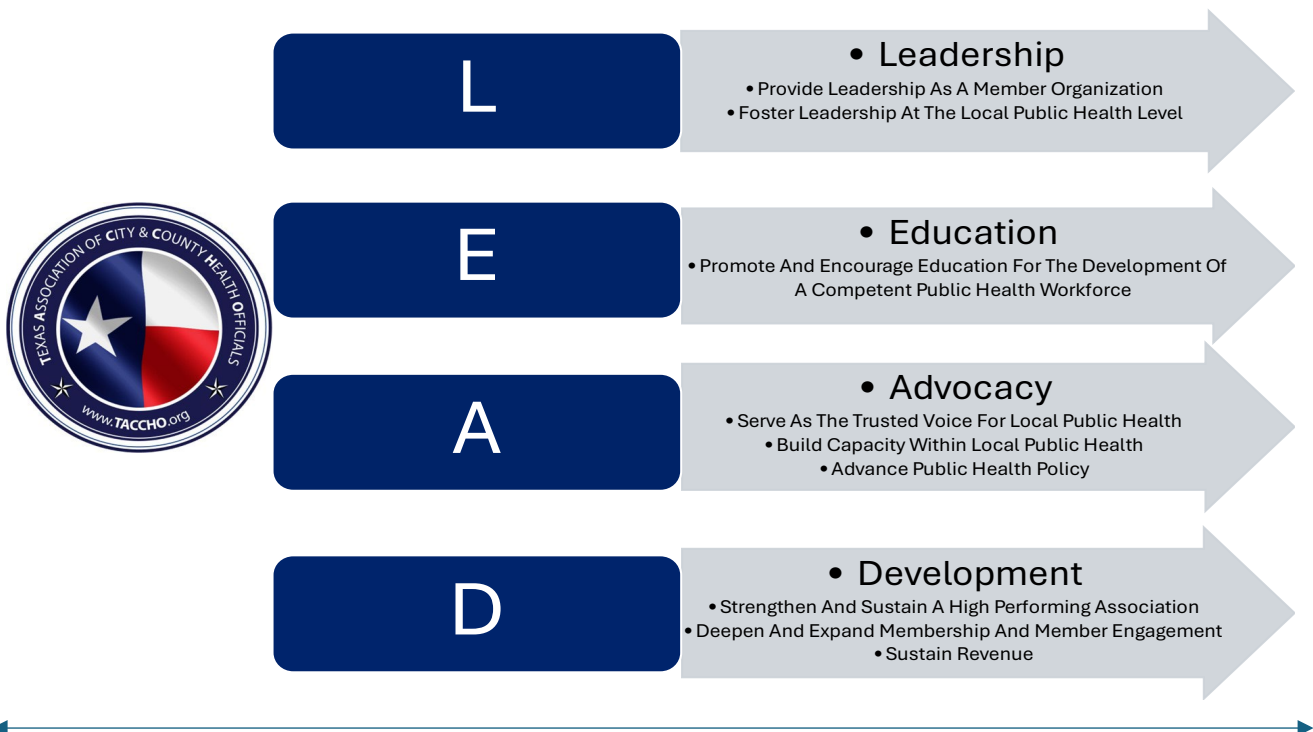 L
• Leadership
• Provide Leadership As A Member Organization
• Foster Leadership At The Local Public Health Level
TEXAS ASSOCIATION OF CITY & COUNTY HEALTH OFFICIALS
www.TACCHO.org
E
• Education
• Promote And Encourage Education For The Development Of
A Competent Public Health Workforce
A
• Advocacy
• Serve As The Trusted Voice For Local Public Health
• Build Capacity Within Local Public Health
• Advance Public Health Policy
D
• Development
• Strengthen And Sustain A High Performing Association
• Deepen And Expand Membership And Member Engagement
• Sustain Revenue